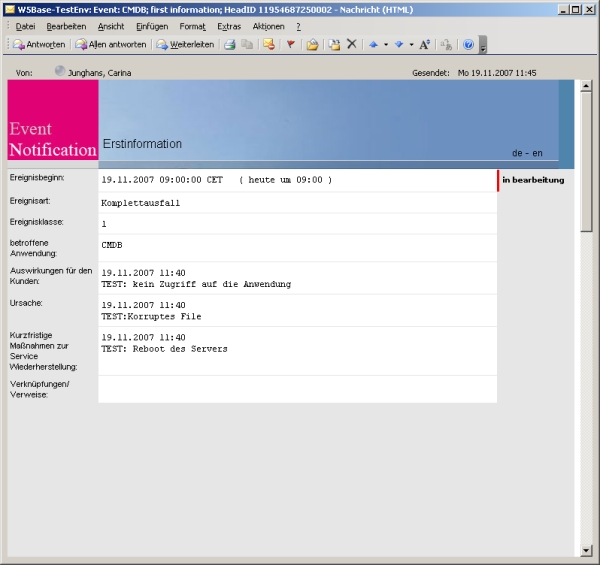 WSBase-TestEnv: Event: CMDB; first information; HeadID 11954687250002 - Nachricht (HTML)
Datei Bearbeiten Ansicht Einfügen Format Extras Aktionen ?
Antworten Allen antworten Weiterleiten
Von: Junghans, Carina Gesendet: Mo 19.11.2007 11:45
Event
Notification
Erstinformation
de - en
Ereignisbeginn: 19.11.2007 09:00:00 CET ( heute um 09:00 ) in bearbeitung
Ereignisart: Komplettausfall
Ereignisklasse: 1
betroffene
Anwendung:
CMDB
Auswirkungen für den
Kunden:
19.11.2007 11:40
TEST: kein Zugriff auf die Anwendung
Ursache:
19.11.2007 11:40
TEST:Korruptes File
Kurzfristige
Maßnahmen zur
Service
Wiederherstellung:
19.11.2007 11:40
TEST: Reboot des Servers
Verknüpfungen/
Verweise: